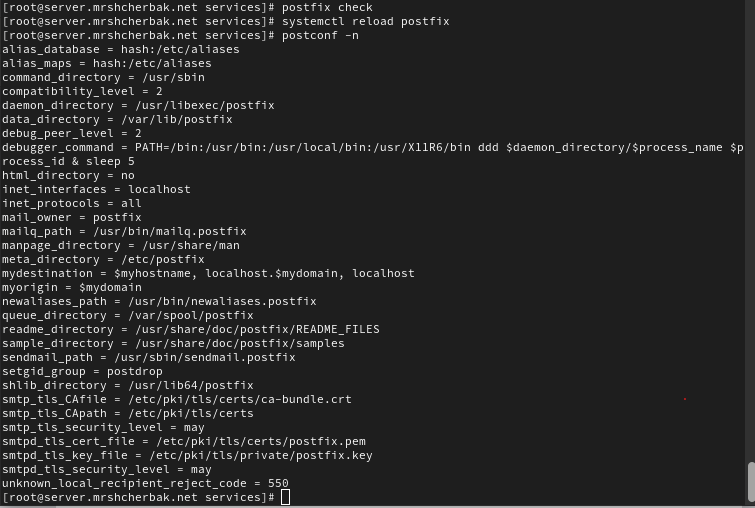 [root@server.mrshcherbak.net services]# postfix check
[root@server.mrshcherbak.net services]# systemctl reload postfix
[root@server.mrshcherbak.net services]# postconf -n
alias_database = hash:/etc/aliases
alias_maps = hash:/etc/aliases
command_directory = /usr/sbin
compatibility_level = 2
daemon_directory = /usr/libexec/postfix
data_directory = /var/lib/postfix
debug_peer_level = 2
debugger_command = PATH=/bin:/usr/bin:/usr/local/bin:/usr/X11R6/bin ddd $daemon_directory/$process_name $p
rocess_id & sleep 5
html_directory = no
inet_interfaces = localhost
inet_protocols = all
mail_owner = postfix
mailq_path = /usr/bin/mailq.postfix
manpage_directory = /usr/share/man
meta_directory = /etc/postfix
mydestination = $myhostname, localhost.$mydomain, localhost
myorigin = $mydomain
newaliases_path = /usr/bin/newaliases.postfix
queue_directory = /var/spool/postfix
readme_directory = /usr/share/doc/postfix/README_FILES
sample_directory = /usr/share/doc/postfix/samples
sendmail_path = /usr/sbin/sendmail.postfix
setgid_group = postdrop
shlib_directory = /usr/lib64/postfix
smtp_tls_CAfile = /etc/pki/tls/certs/ca-bundle.crt
smtp_tls_CApath = /etc/pki/tls/certs
smtp_tls_security_level = may
smtpd_tls_cert_file = /etc/pki/tls/certs/postfix.pem
smtpd_tls_key_file = /etc/pki/tls/private/postfix.key
smtpd_tls_security_level = may
unknown_local_recipient_reject_code = 550
[root@server.mrshcherbak.net services]#